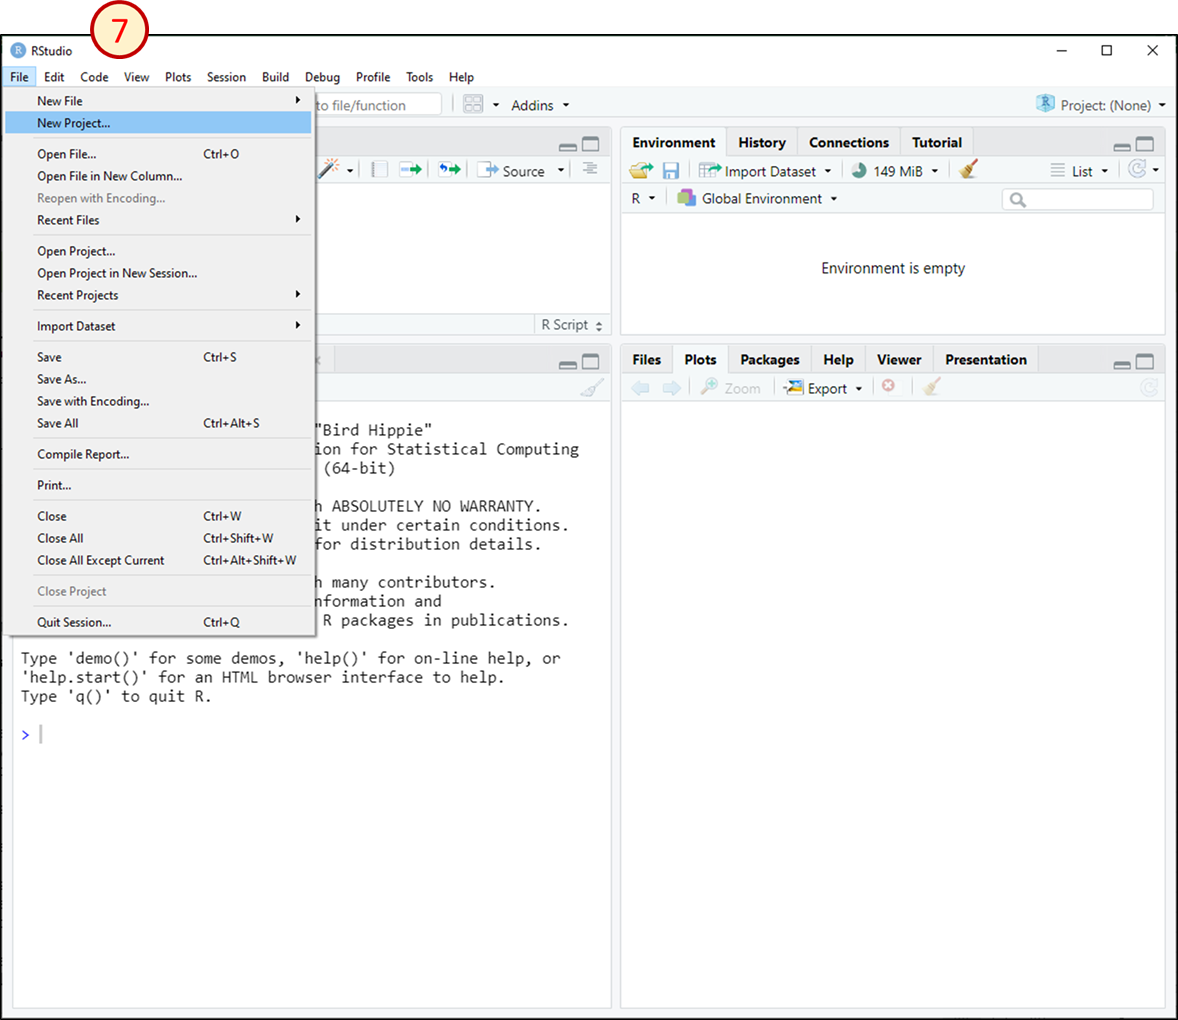 7
RStudio
File Edit Code View Plots Session Build Debug Profile Tools Help
to file/function Addins Project: (None)
New File
New Project...
Open File... Ctrl+O
Open File in New Column...
Reopen with Encoding...
Recent Files
Open Project...
Open Project in New Session...
Recent Projects
Import Dataset
Save Ctrl+S
Save As...
Save with Encoding...
Save All Ctrl+Alt+S
Compile Report...
Print...
Close Ctrl+W
Close All Ctrl+Shift+W
Close All Except Current Ctrl+Alt+Shift+W
Close Project
Quit Session... Ctrl+Q
Source
R Script
"Bird Hippie"
ion for Statistical Computing
(64-bit)
h ABSOLUTELY NO WARRANTY.
it under certain conditions.
for distribution details.
h many contributors.
nformation and
R packages in publications.
Type 'demo()' for some demos, 'help()' for on-line help, or
'help.start()' for an HTML browser interface to help.
Type 'q()' to quit R.
>
Environment History Connections Tutorial
Import Dataset 149 MiB List
R Global Environment
Environment is empty
Files Plots Packages Help Viewer Presentation
Zoom Export